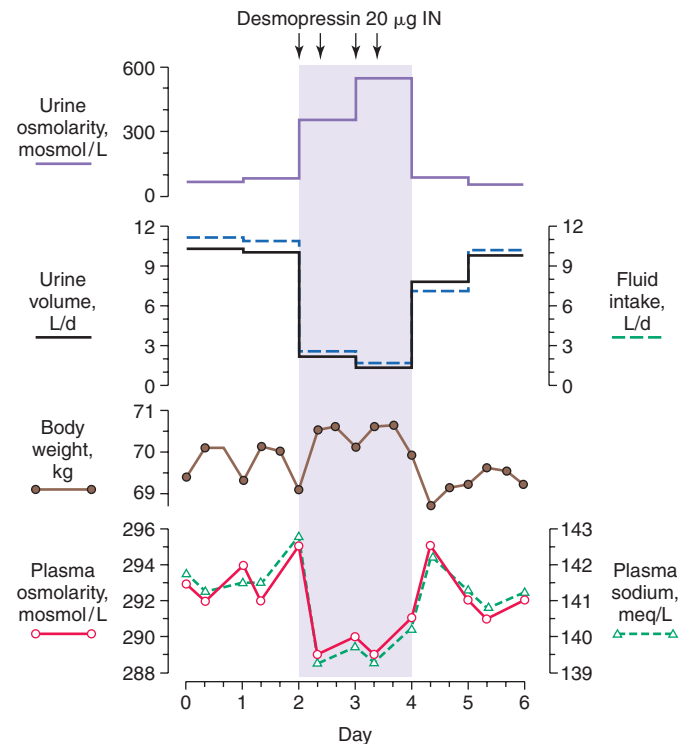 Desmopressin 20 μg IN
600
300
0
Urine
osmolarity,
mosmol/L
12
9
6
3
0
Urine
volume,
L/d
12
9
6
3
0
Fluid
intake,
L/d
71
70
69
Body
weight,
kg
296
294
292
290
288
Plasma
osmolarity,
mosmol/L
143
142
141
140
139
Plasma
sodium,
meq/L
0 1 2 3 4 5 6
Day